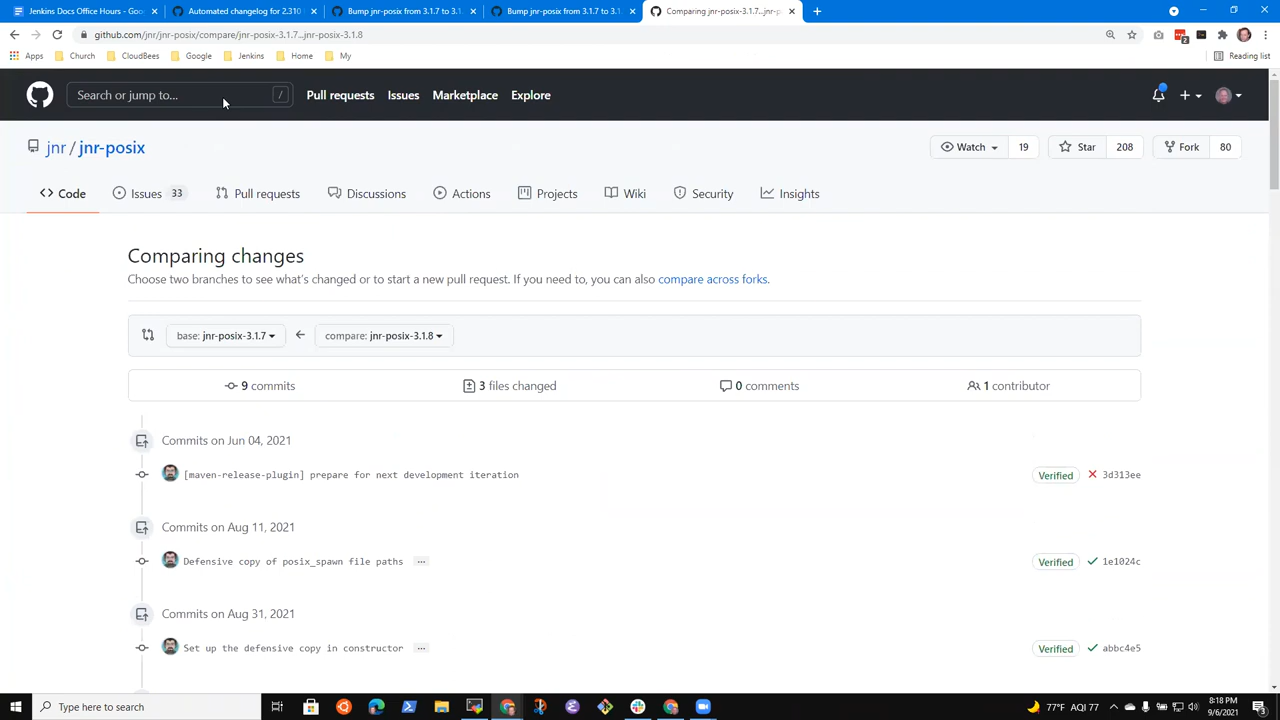 Jenkins Docs Office Hours - Goo
Automated changelog for 2.310
Bump jnr-posix from 3.1.7 to 3.1.
Bump jnr-posix from 3.1.7 to 3.1.
Comparing jnr-posix-3.1.7...jnr-p
github.com/jnr/jnr-posix/compare/jnr-posix-3.1.7...jnr-posix-3.1.8
2
Apps
Church
CloudBees
Google
Jenkins
Home
My
Reading list
Search or jump to...
/
Pull requests
Issues
Marketplace
Explore
jnr / jnr-posix
Watch 19
Star 208
Fork 80
Code
Issues 33
Pull requests
Discussions
Actions
Projects
Wiki
Security
Insights
Comparing changes
Choose two branches to see what's changed or to start a new pull request. If you need to, you can also compare across forks.
base: jnr-posix-3.1.7
compare: jnr-posix-3.1.8
9 commits
3 files changed
0 comments
1 contributor
Commits on Jun 04, 2021
[maven-release-plugin] prepare for next development iteration
Verified
3d313ee
Commits on Aug 11, 2021
Defensive copy of posix_spawn file paths ...
Verified
1e1024c
Commits on Aug 31, 2021
Set up the defensive copy in constructor ...
Verified
abbc4e5
Type here to search
77°F AQI 77
8:18 PM
9/6/2021
3